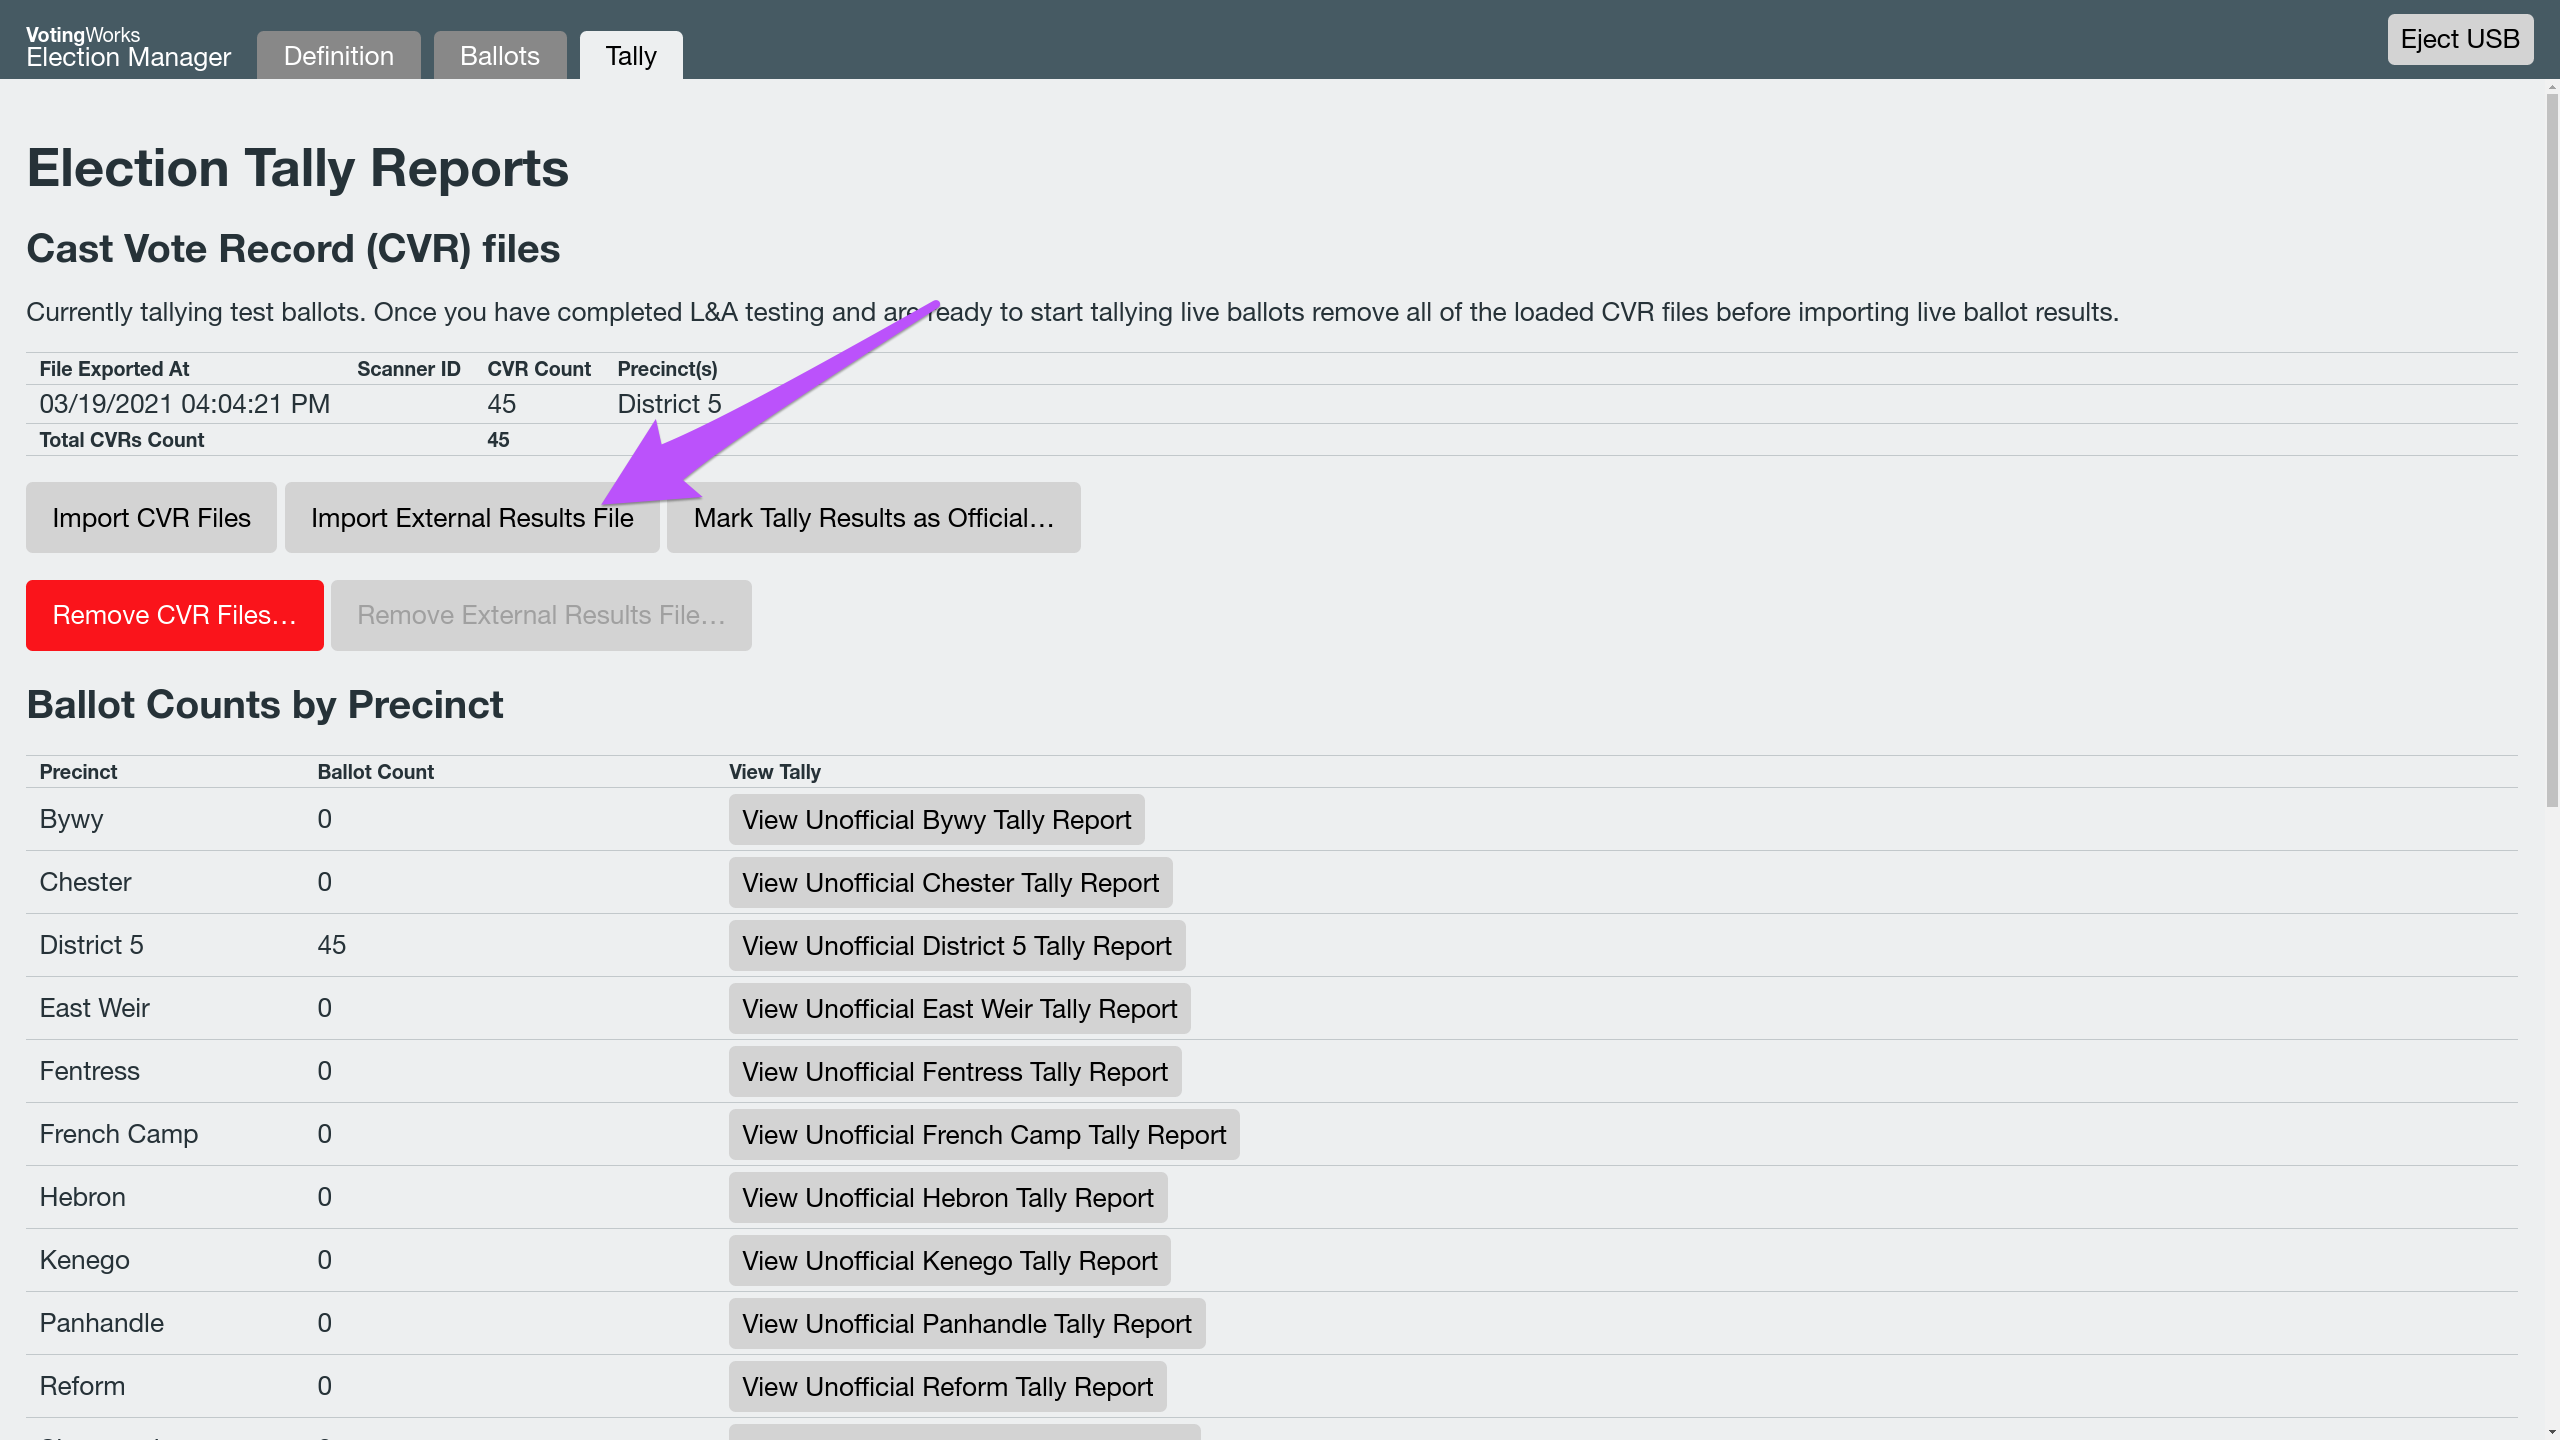 VotingWorks
Election Manager
Definition
Ballots
Tally
Eject USB
Election Tally Reports
Cast Vote Record (CVR) files
Currently tallying test ballots. Once you have completed L&A testing and are ready to start tallying live ballots remove all of the loaded CVR files before importing live ballot results.
File Exported At Scanner ID CVR Count Precinct(s)
03/19/2021 04:04:21 PM 45 District 5
Total CVRs Count 45
Import CVR Files
Import External Results File
Mark Tally Results as Official…
Remove CVR Files…
Remove External Results File…
Ballot Counts by Precinct
Precinct Ballot Count View Tally
Bywy 0 View Unofficial Bywy Tally Report
Chester 0 View Unofficial Chester Tally Report
District 5 45 View Unofficial District 5 Tally Report
East Weir 0 View Unofficial East Weir Tally Report
Fentress 0 View Unofficial Fentress Tally Report
French Camp 0 View Unofficial French Camp Tally Report
Hebron 0 View Unofficial Hebron Tally Report
Kenego 0 View Unofficial Kenego Tally Report
Panhandle 0 View Unofficial Panhandle Tally Report
Reform 0 View Unofficial Reform Tally Report